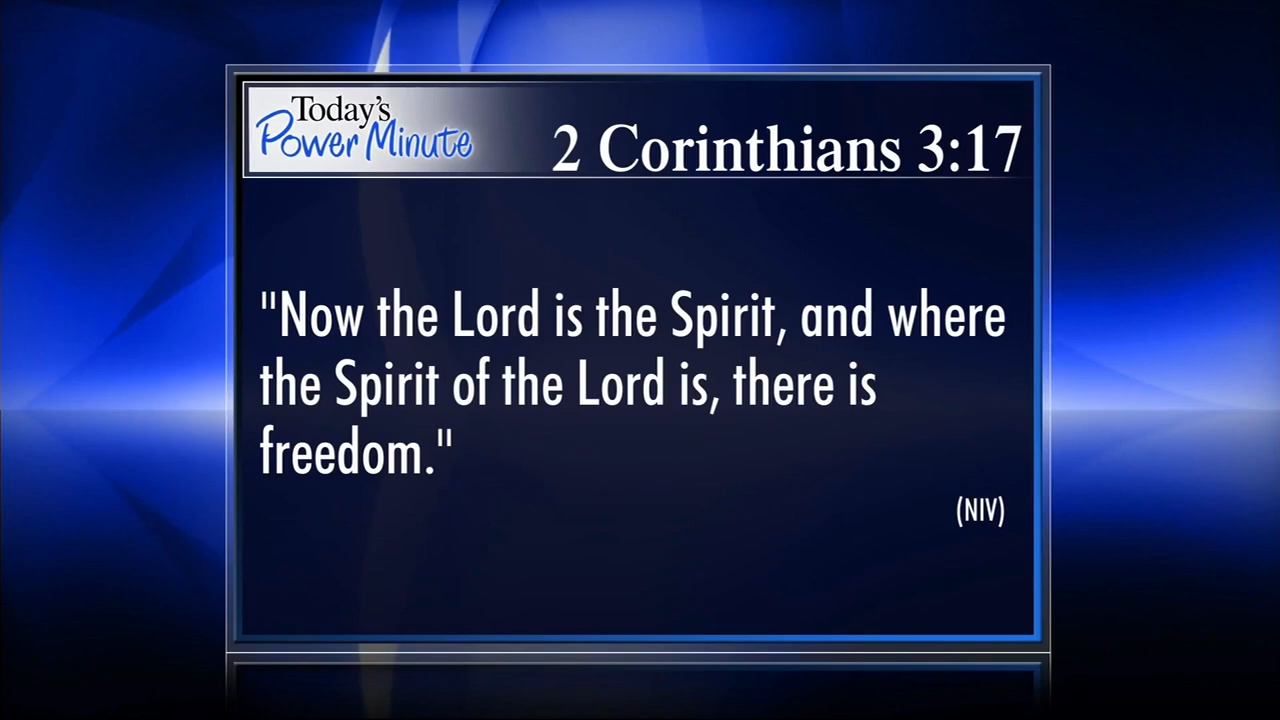 Today's
Power Minute
2 Corinthians 3:17
"Now the Lord is the Spirit, and where
the Spirit of the Lord is, there is
freedom."
(NIV)